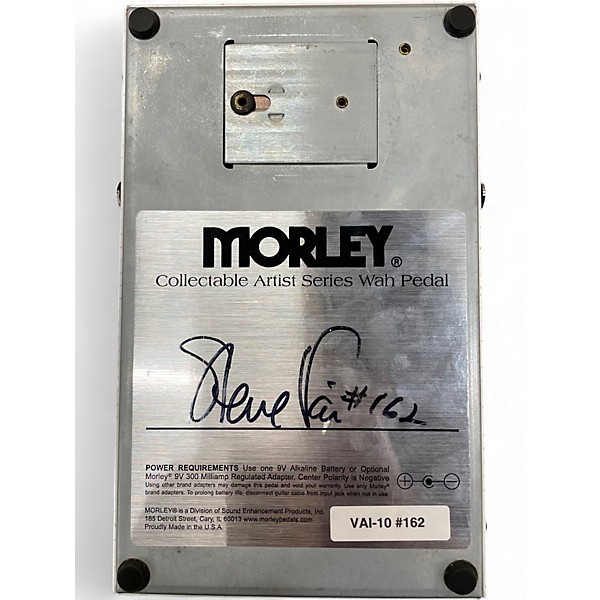 MORLEY®
Collectable Artist Series Wah Pedal
Steve Vai #162
POWER REQUIREMENTS Use one 9V Alkaline Battery or Optional
Morley® 9V 300 Milliamp Regulated Adapter, Center Polarity is Negative
Using other brand adapters may damage this pedal and void your warranty. Use only Morley®
brand adapters. To prolong battery life, disconnect guitar cable from input jack when not in use.
MORLEY® is a Division of Sound Enhancement Products, Inc.
185 Detroit Street, Cary, IL 60013 www.morleypedals.com
Proudly Made in the U.S.A.
VAI-10 #162